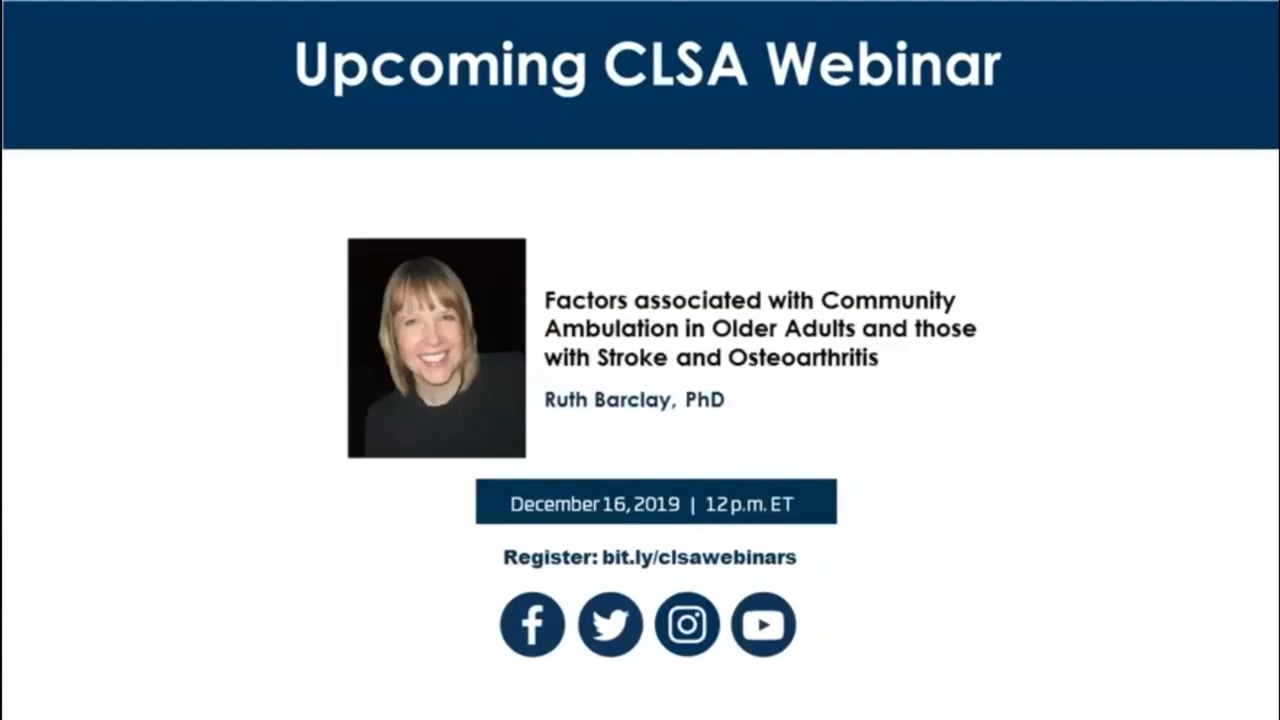 Upcoming CLSA Webinar
Factors associated with Community
Ambulation in Older Adults and those
with Stroke and Osteoarthritis
Ruth Barclay, PhD
December 16, 2019 | 12 p.m. ET
Register: bit.ly/clsawebinars